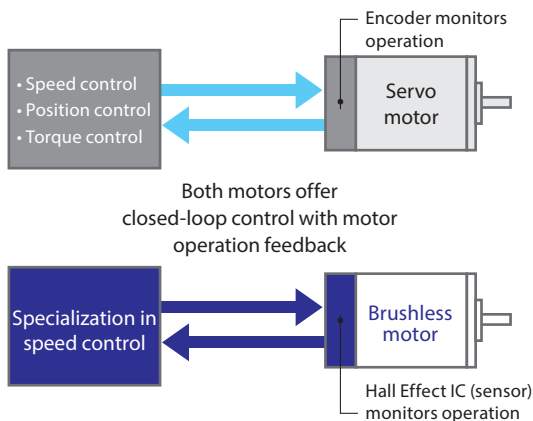 Encoder monitors
operation
• Speed control
• Position control
• Torque control
Servo
motor
Both motors offer
closed-loop control with motor
operation feedback
Specialization in
speed control
Brushless
motor
Hall Effect IC (sensor)
monitors operation